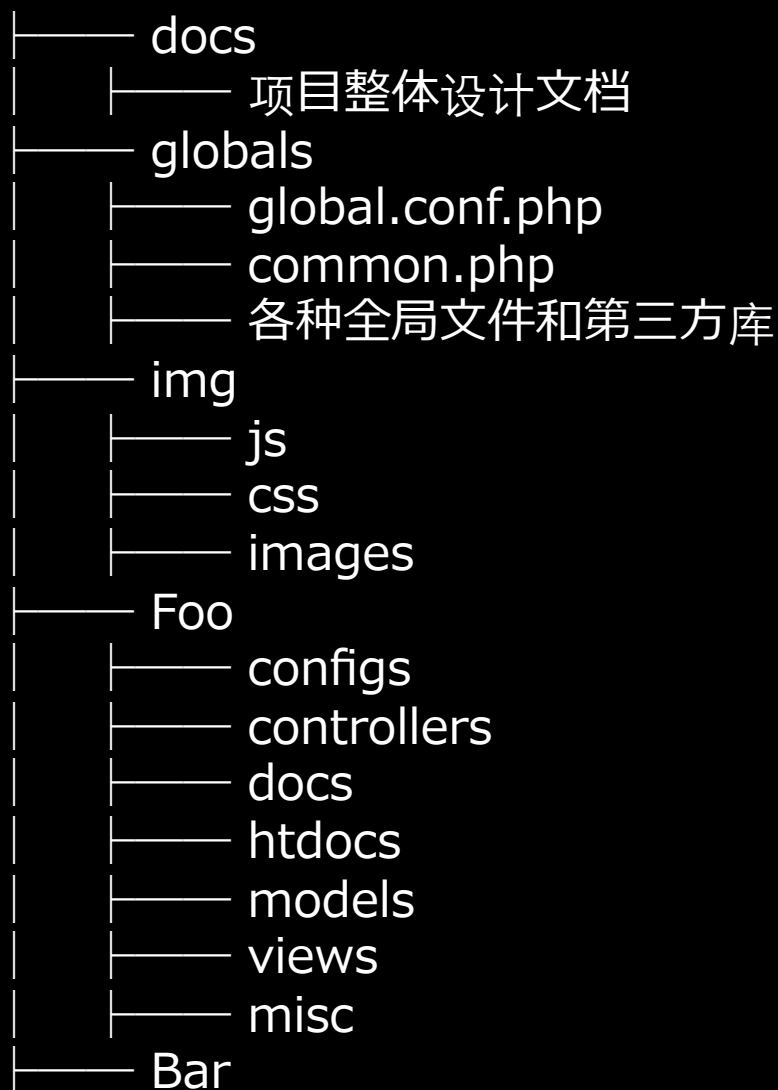 ├── docs
│ ├── 项目整体设计文档
├── globals
│ ├── global.conf.php
│ ├── common.php
│ ├── 各种全局文件和第三方库
├── img
│ ├── js
│ ├── css
│ ├── images
├── Foo
│ ├── configs
│ ├── controllers
│ ├── docs
│ ├── htdocs
│ ├── models
│ ├── views
│ ├── misc
├── Bar